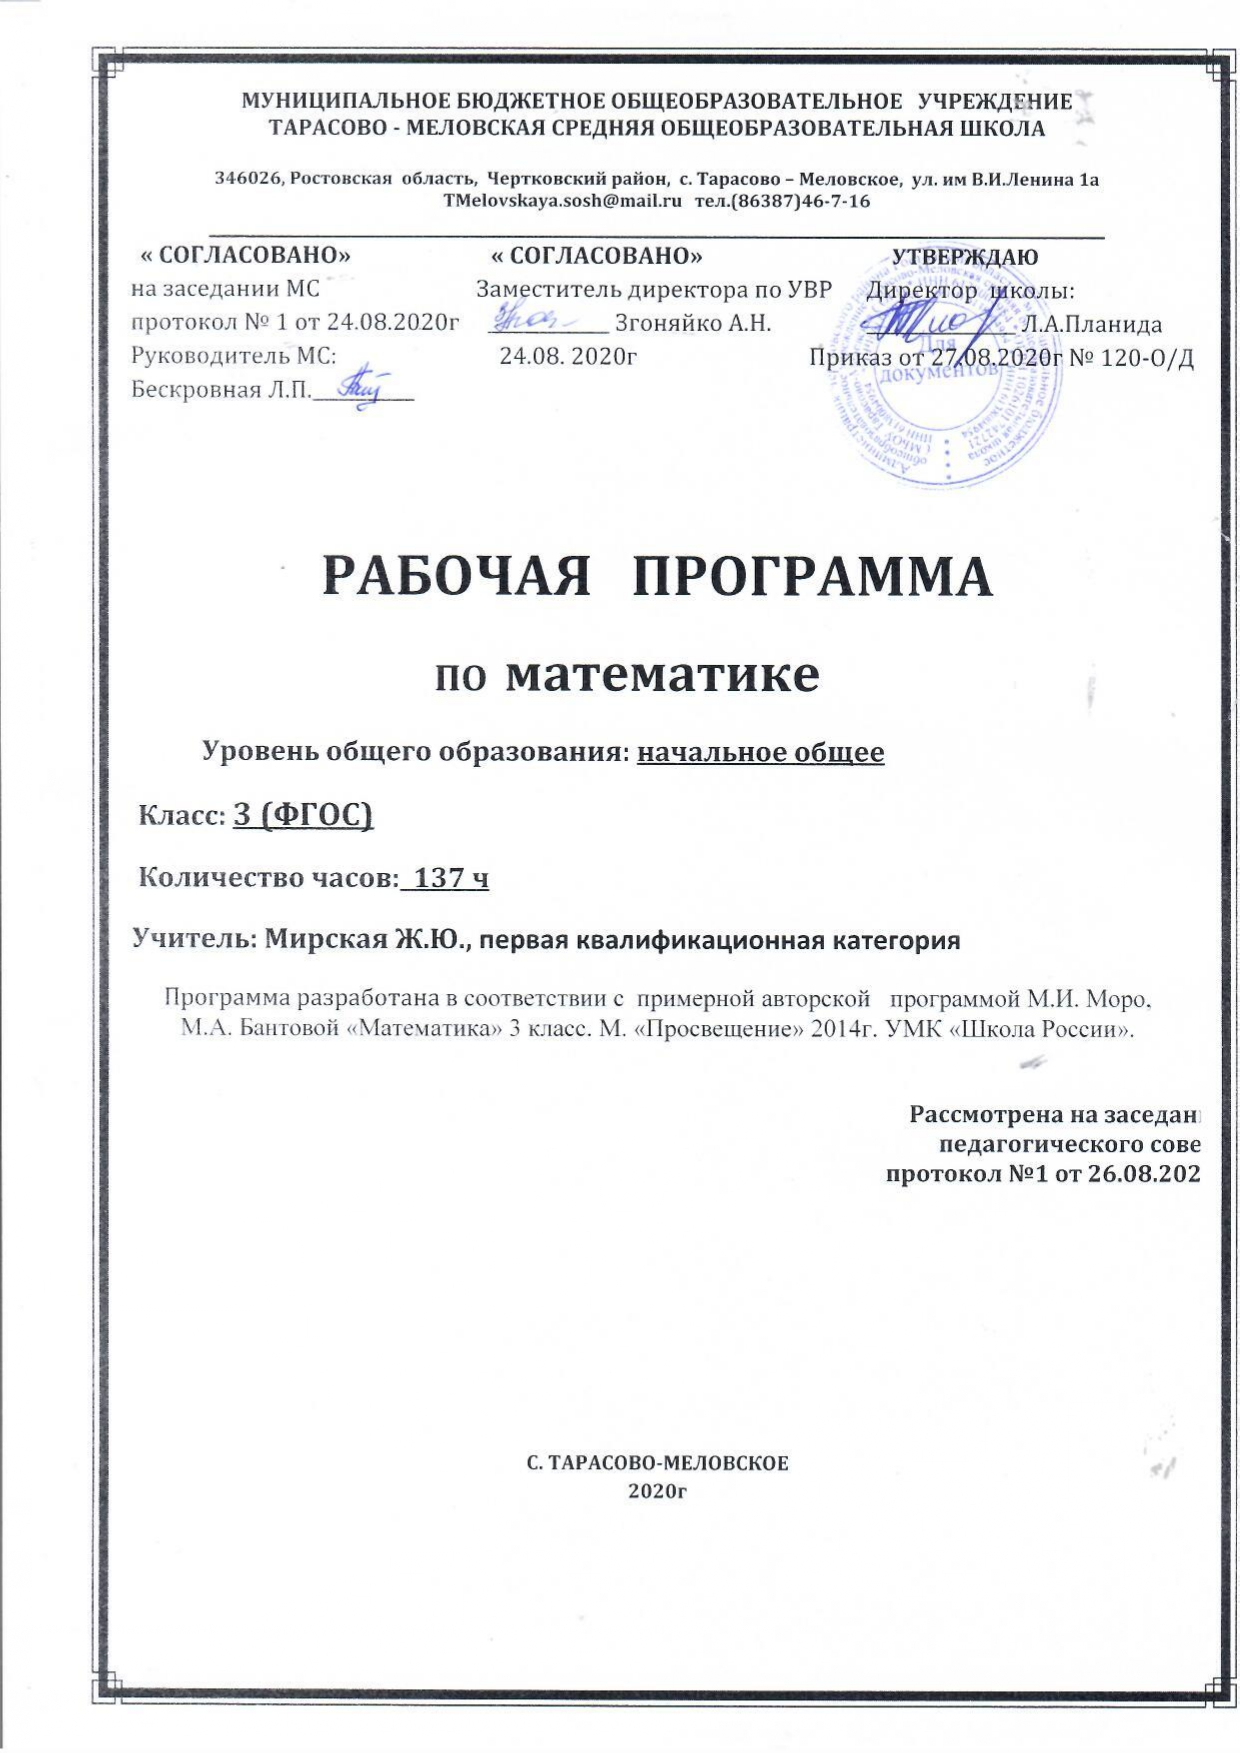 МУНИЦИПАЛЬНОЕ БЮДЖЕТНОЕ ОБЩЕОБРАЗОВАТЕЛЬНОЕ УЧРЕЖДЕНИЕ
ТАРАСОВО - МЕЛОВСКАЯ СРЕДНЯЯ ОБЩЕОБРАЗОВАТЕЛЬНАЯ ШКОЛА
346026, Ростовская область, Чертковский район, с. Тарасово – Меловское, ул. им В.И.Ленина 1а
TMelovskaya.sosh@mail.ru тел.(86387)46-7-16
« СОГЛАСОВАНО» « СОГЛАСОВАНО» УТВЕРЖДАЮ
на заседании МС Заместитель директора по УВР Директор школы:
протокол № 1 от 24.08.2020г ____________ Згоняйко А.Н. ____________ Л.А.Планида
Руководитель МС: 24.08. 2020г Приказ от 27.08.2020г № 120-О/Д
Бескровная Л.П.________
Для
документов
РАБОЧАЯ ПРОГРАММА
по математике
Уровень общего образования: начальное общее
Класс: 3 (ФГОС)
Количество часов: 137 ч
Учитель: Мирская Ж.Ю., первая квалификационная категория
Программа разработана в соответствии с примерной авторской программой М.И. Моро,
М.А. Бантовой «Математика» 3 класс. М. «Просвещение» 2014г. УМК «Школа России».
Рассмотрена на заседан
педагогического сове
протокол №1 от 26.08.202
С. ТАРАСОВО-МЕЛОВСКОЕ
2020г